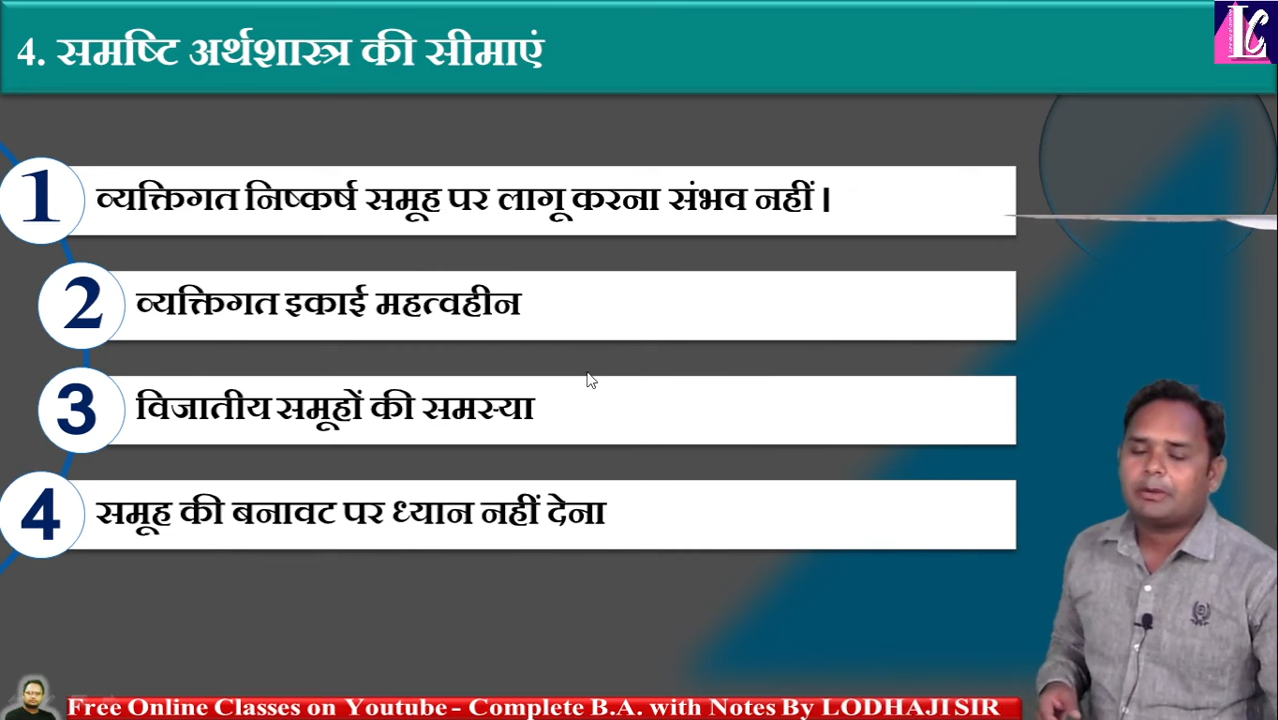 4. समष्टि अर्थशास्त्र की सीमाएं
LC
1
व्यक्तिगत निष्कर्ष समूह पर लागू करना संभव नहीं।
2
व्यक्तिगत इकाई महत्वहीन
3
विजातीय समूहों की समस्या
4
समूह की बनावट पर ध्यान नहीं देना
Free Online Classes on Youtube - Complete B.A. with Notes By LODHAJI SIR